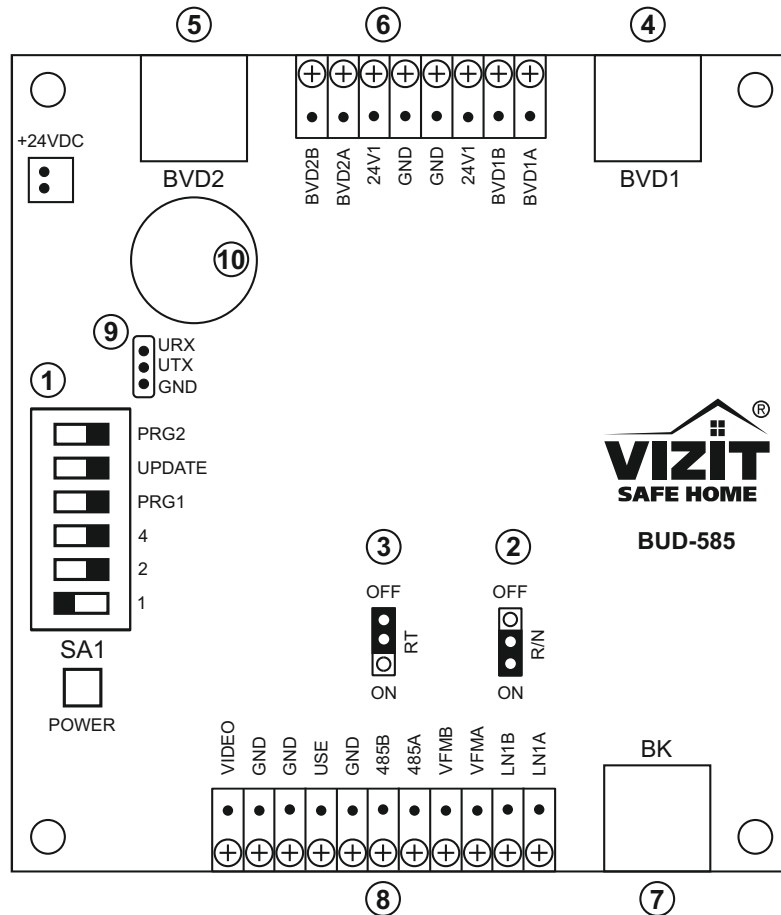 5
6
4
+24VDC
BVD2
BVD2B
BVD2A
24V1
GND
GND
24V1
BVD1B
BVD1A
BVD1
10
9
URX
UTX
GND
1
PRG2
UPDATE
PRG1
4
2
1
SA1
POWER
®
VIZIT
SAFE HOME
BUD-585
3
2
OFF
OFF
RT
R/N
ON
ON
VIDEO
GND
GND
USE
GND
485B
485A
VFMB
VFMA
LN1B
LN1A
BK
8
7